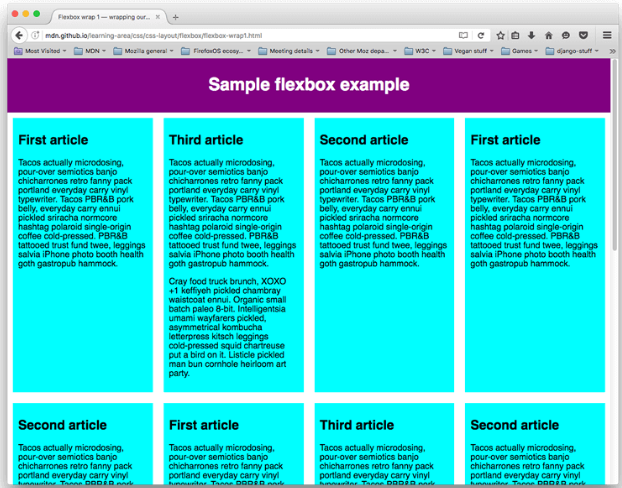 Flexbox wrap 1 — wrapping our...
mdn.github.io/learning-area/css/css-layout/flexbox/flexbox-wrap1.html
Most Visited MDN Mozilla general FirefoxOS ecosy... Meeting details Other Moz depa... W3C Vegan stuff Games django-stuff
Sample flexbox example
First article
Tacos actually microdosing,
pour-over semiotics banjo
chicharrones retro fanny pack
portland everyday carry vinyl
typewriter. Tacos PBR&B pork
belly, everyday carry ennui
pickled sriracha normcore
hashtag polaroid single-origin
coffee cold-pressed. PBR&B
tattooed trust fund twee, leggings
salvia iPhone photo booth health
goth gastropub hammock.
Third article
Tacos actually microdosing,
pour-over semiotics banjo
chicharrones retro fanny pack
portland everyday carry vinyl
typewriter. Tacos PBR&B pork
belly, everyday carry ennui
pickled sriracha normcore
hashtag polaroid single-origin
coffee cold-pressed. PBR&B
tattooed trust fund twee, leggings
salvia iPhone photo booth health
goth gastropub hammock.
Cray food truck brunch, XOXO
+1 keffiyeh pickled chambray
waistcoat ennui. Organic small
batch paleo 8-bit. Intelligentsia
umami wayfarers pickled,
asymmetrical kombucha
letterpress kitsch leggings
cold-pressed squid chartreuse
put a bird on it. Listicle pickled
man bun cornhole heirloom art
party.
Second article
Tacos actually microdosing,
pour-over semiotics banjo
chicharrones retro fanny pack
portland everyday carry vinyl
typewriter. Tacos PBR&B pork
belly, everyday carry ennui
pickled sriracha normcore
hashtag polaroid single-origin
coffee cold-pressed. PBR&B
tattooed trust fund twee, leggings
salvia iPhone photo booth health
goth gastropub hammock.
First article
Tacos actually microdosing,
pour-over semiotics banjo
chicharrones retro fanny pack
portland everyday carry vinyl
typewriter. Tacos PBR&B pork
belly, everyday carry ennui
pickled sriracha normcore
hashtag polaroid single-origin
coffee cold-pressed. PBR&B
tattooed trust fund twee, leggings
salvia iPhone photo booth health
goth gastropub hammock.
Second article
Tacos actually microdosing,
pour-over semiotics banjo
chicharrones retro fanny pack
portland everyday carry vinyl
typewriter. Tacos PBR&B pork
First article
Tacos actually microdosing,
pour-over semiotics banjo
chicharrones retro fanny pack
portland everyday carry vinyl
typewriter. Tacos PBR&B pork
Third article
Tacos actually microdosing,
pour-over semiotics banjo
chicharrones retro fanny pack
portland everyday carry vinyl
typewriter. Tacos PBR&B pork
Second article
Tacos actually microdosing,
pour-over semiotics banjo
chicharrones retro fanny pack
portland everyday carry vinyl
typewriter. Tacos PBR&B pork